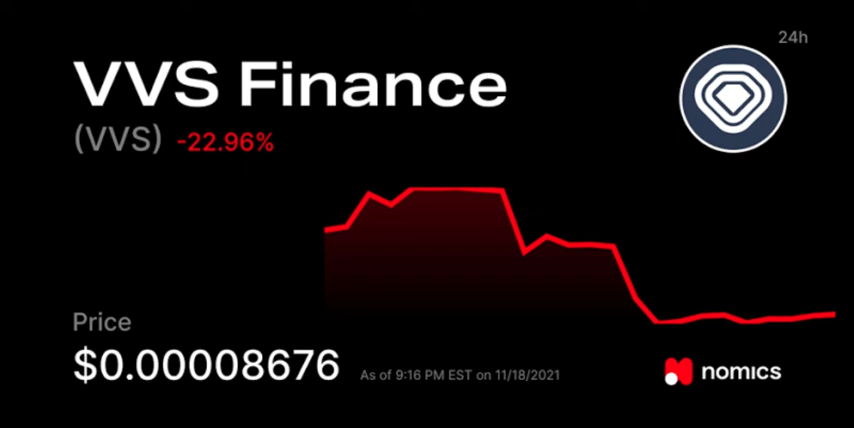 24h
VVS Finance
(VVS) -22.96%
Price
$0.00008676 As of 9:16 PM EST on 11/18/2021
nomics